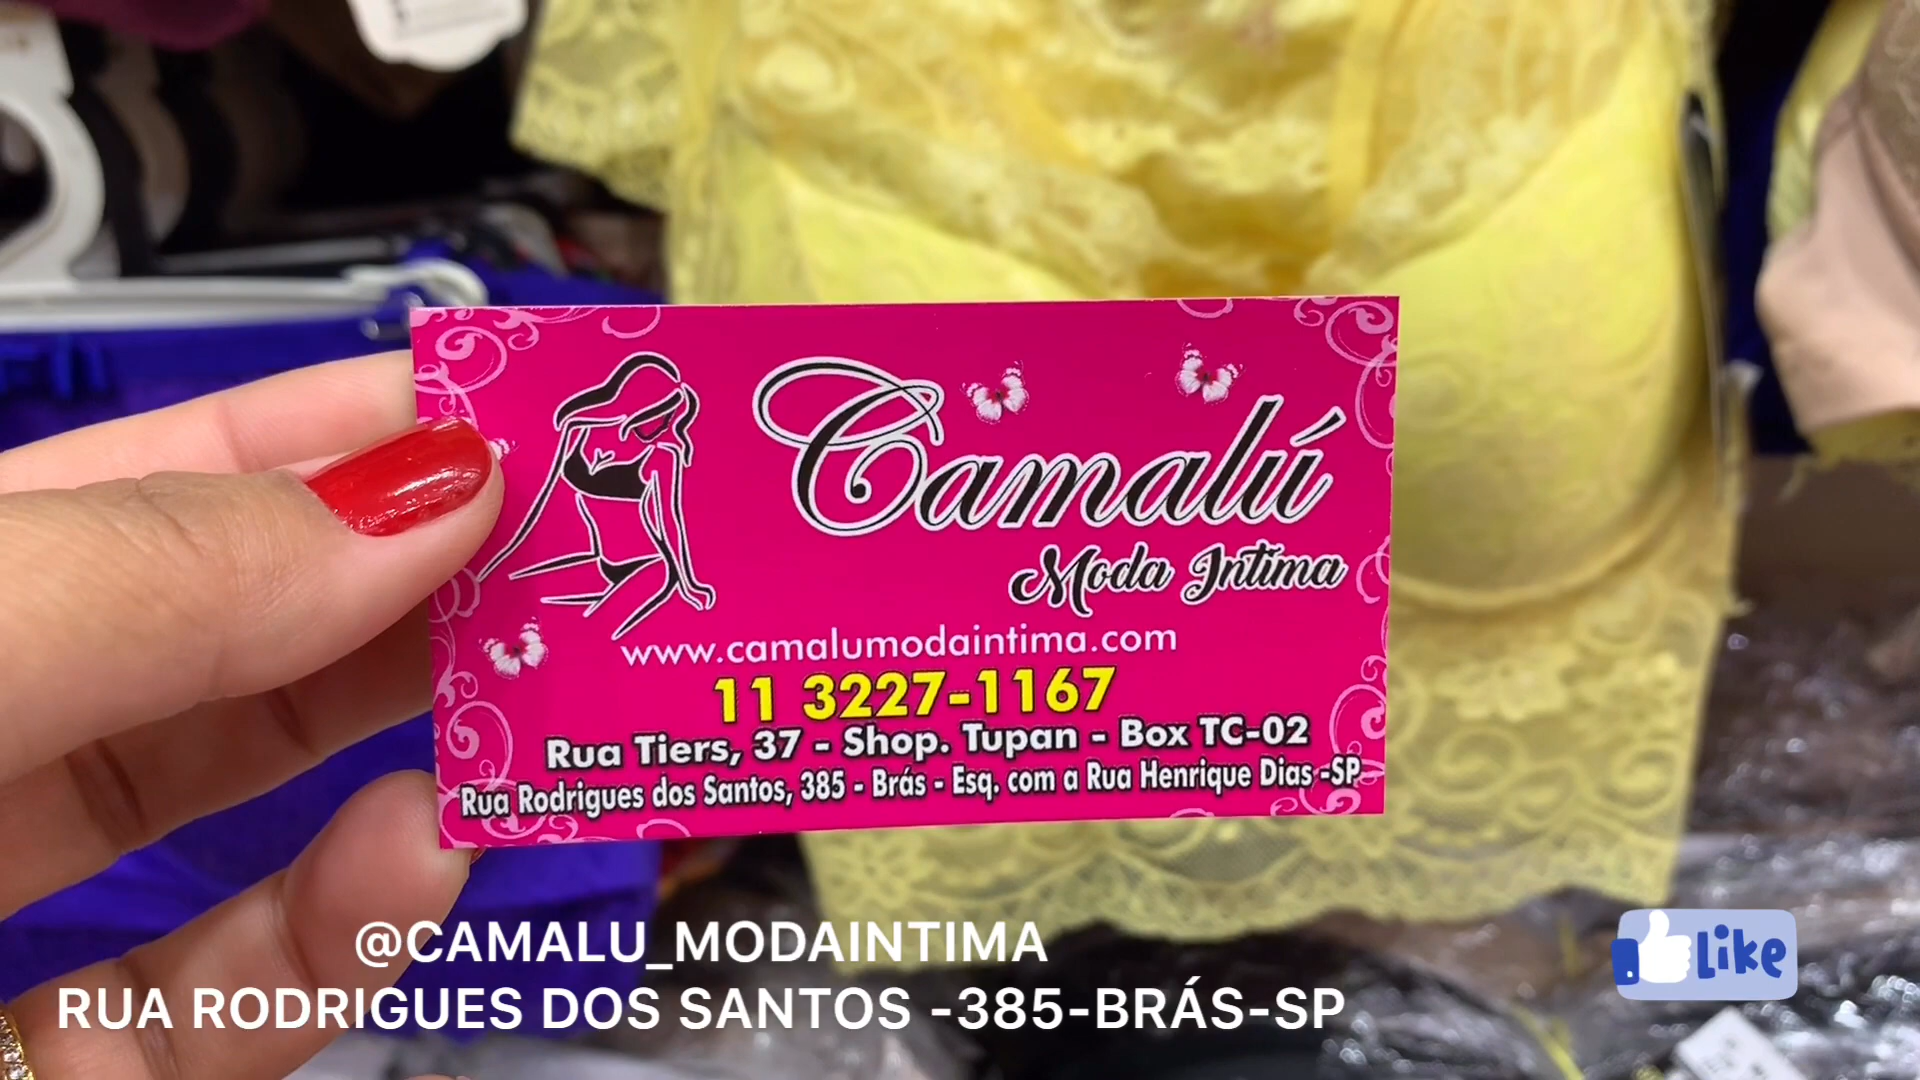 Camalú
Moda Intima
www.camalumodaintima.com
11 3227-1167
Rua Tiers, 37 - Shop. Tupan - Box TC-02
Rua Rodrigues dos Santos, 385 - Brás - Esq. com a Rua Henrique Dias -SP
@CAMALU_MODAINTIMA
RUA RODRIGUES DOS SANTOS -385-BRÁS-SP
Like